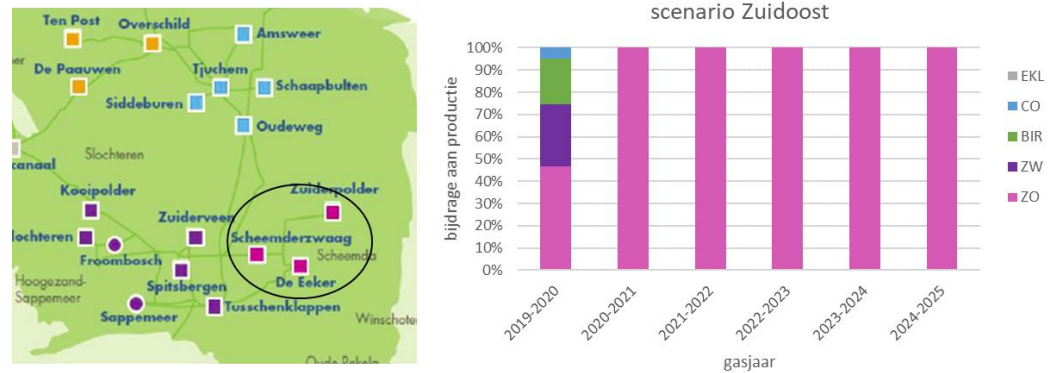 Ten Post
Overschild
Amsweer
De Paauwen
Tjuchem
Schaapbulten
Siddeburen
Oudeweg
kanaal
Slochteren
Kooipolder
Zuiderveen
Zuiderpolder
Slochteren
Froombosch
Scheemderzwaag
Scheemda
Hoogezand-
Sappemeer
Spitsbergen
De Eeker
Sappemeer
Tusschenklappen
Winschoten
Oude Pekela
scenario Zuidoost
bijdrage aan productie
100%
90%
80%
70%
60%
50%
40%
30%
20%
10%
0%
2019-2020
2020-2021
2021-2022
2022-2023
2023-2024
2024-2025
gasjaar
EKL
CO
BIR
ZW
ZO